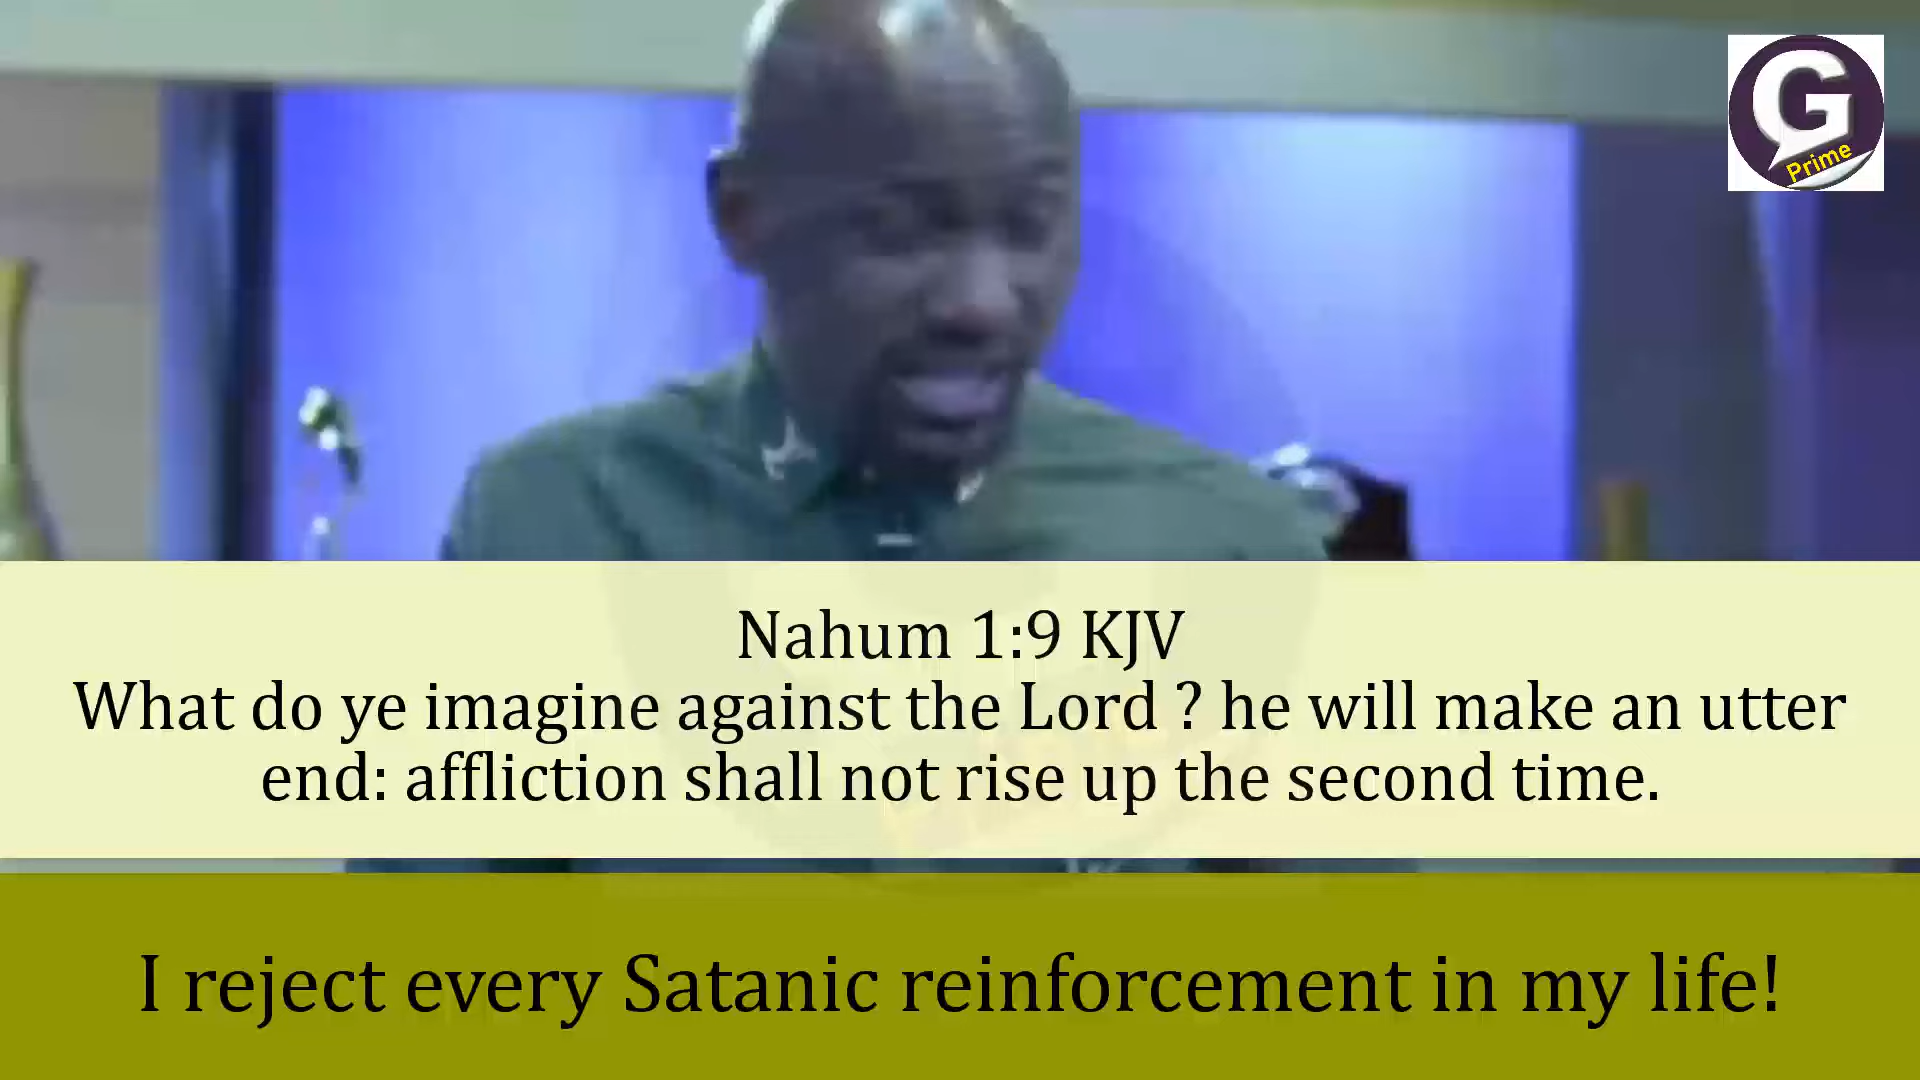 G
Prime
Nahum 1:9 KJV
What do ye imagine against the Lord ? he will make an utter
end: affliction shall not rise up the second time.
I reject every Satanic reinforcement in my life!